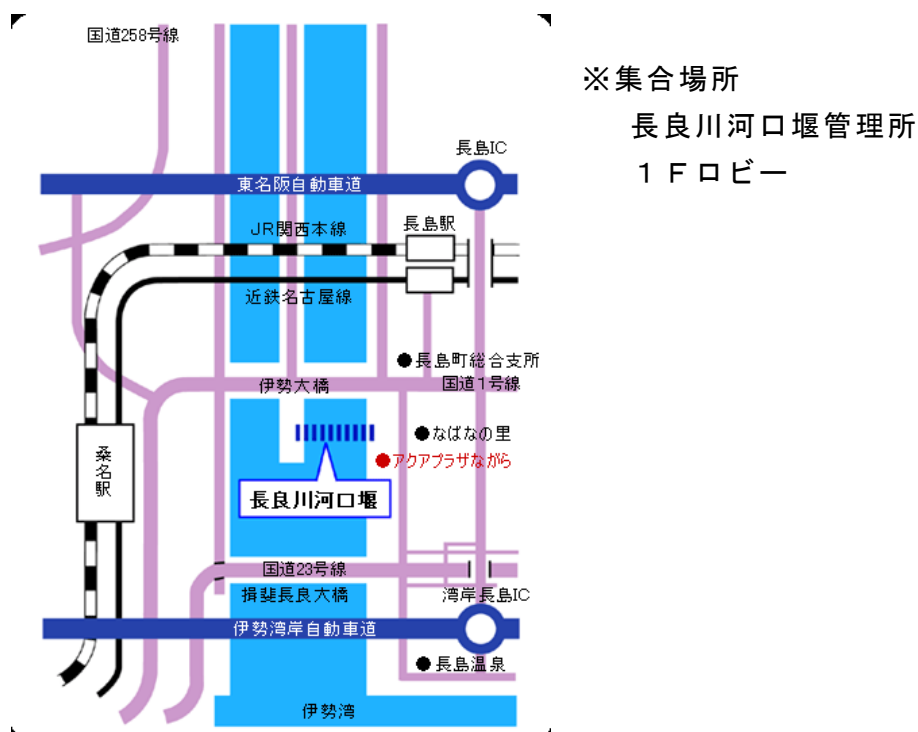 国道258号線
※集合場所
長良川河口堰管理所
１Ｆロビー
長島IC
東名阪自動車道
JR関西本線
長島駅
近鉄名古屋線
●長島町総合支所
伊勢大橋
国道1号線
●なばなの里
桑名駅
●アクアプラザながら
長良川河口堰
国道23号線
揖斐長良大橋
湾岸長島IC
伊勢湾岸自動車道
●長島温泉
伊勢湾